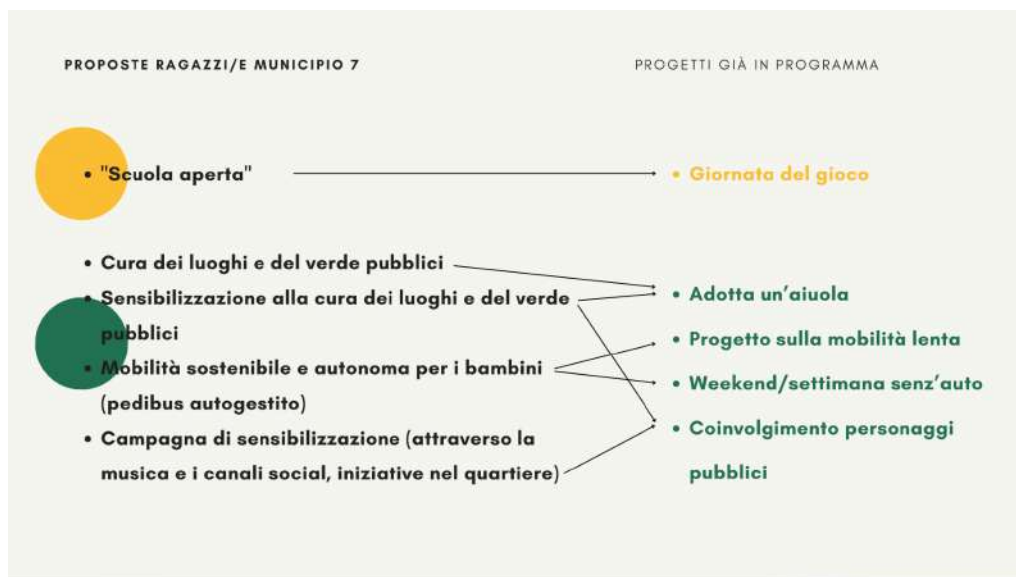 PROPOSTE RAGAZZI/E MUNICIPIO 7
PROGETTI GIÀ IN PROGRAMMA
• "Scuola aperta"
• Giornata del gioco
• Cura dei luoghi e del verde pubblici
• Sensibilizzazione alla cura dei luoghi e del verde
pubblici
• Mobilità sostenibile e autonoma per i bambini
(pedibus autogestito)
• Campagna di sensibilizzazione (attraverso la
musica e i canali social, iniziative nel quartiere)
• Adotta un'aiuola
• Progetto sulla mobilità lenta
• Weekend/settimana senz'auto
• Coinvolgimento personaggi
pubblici